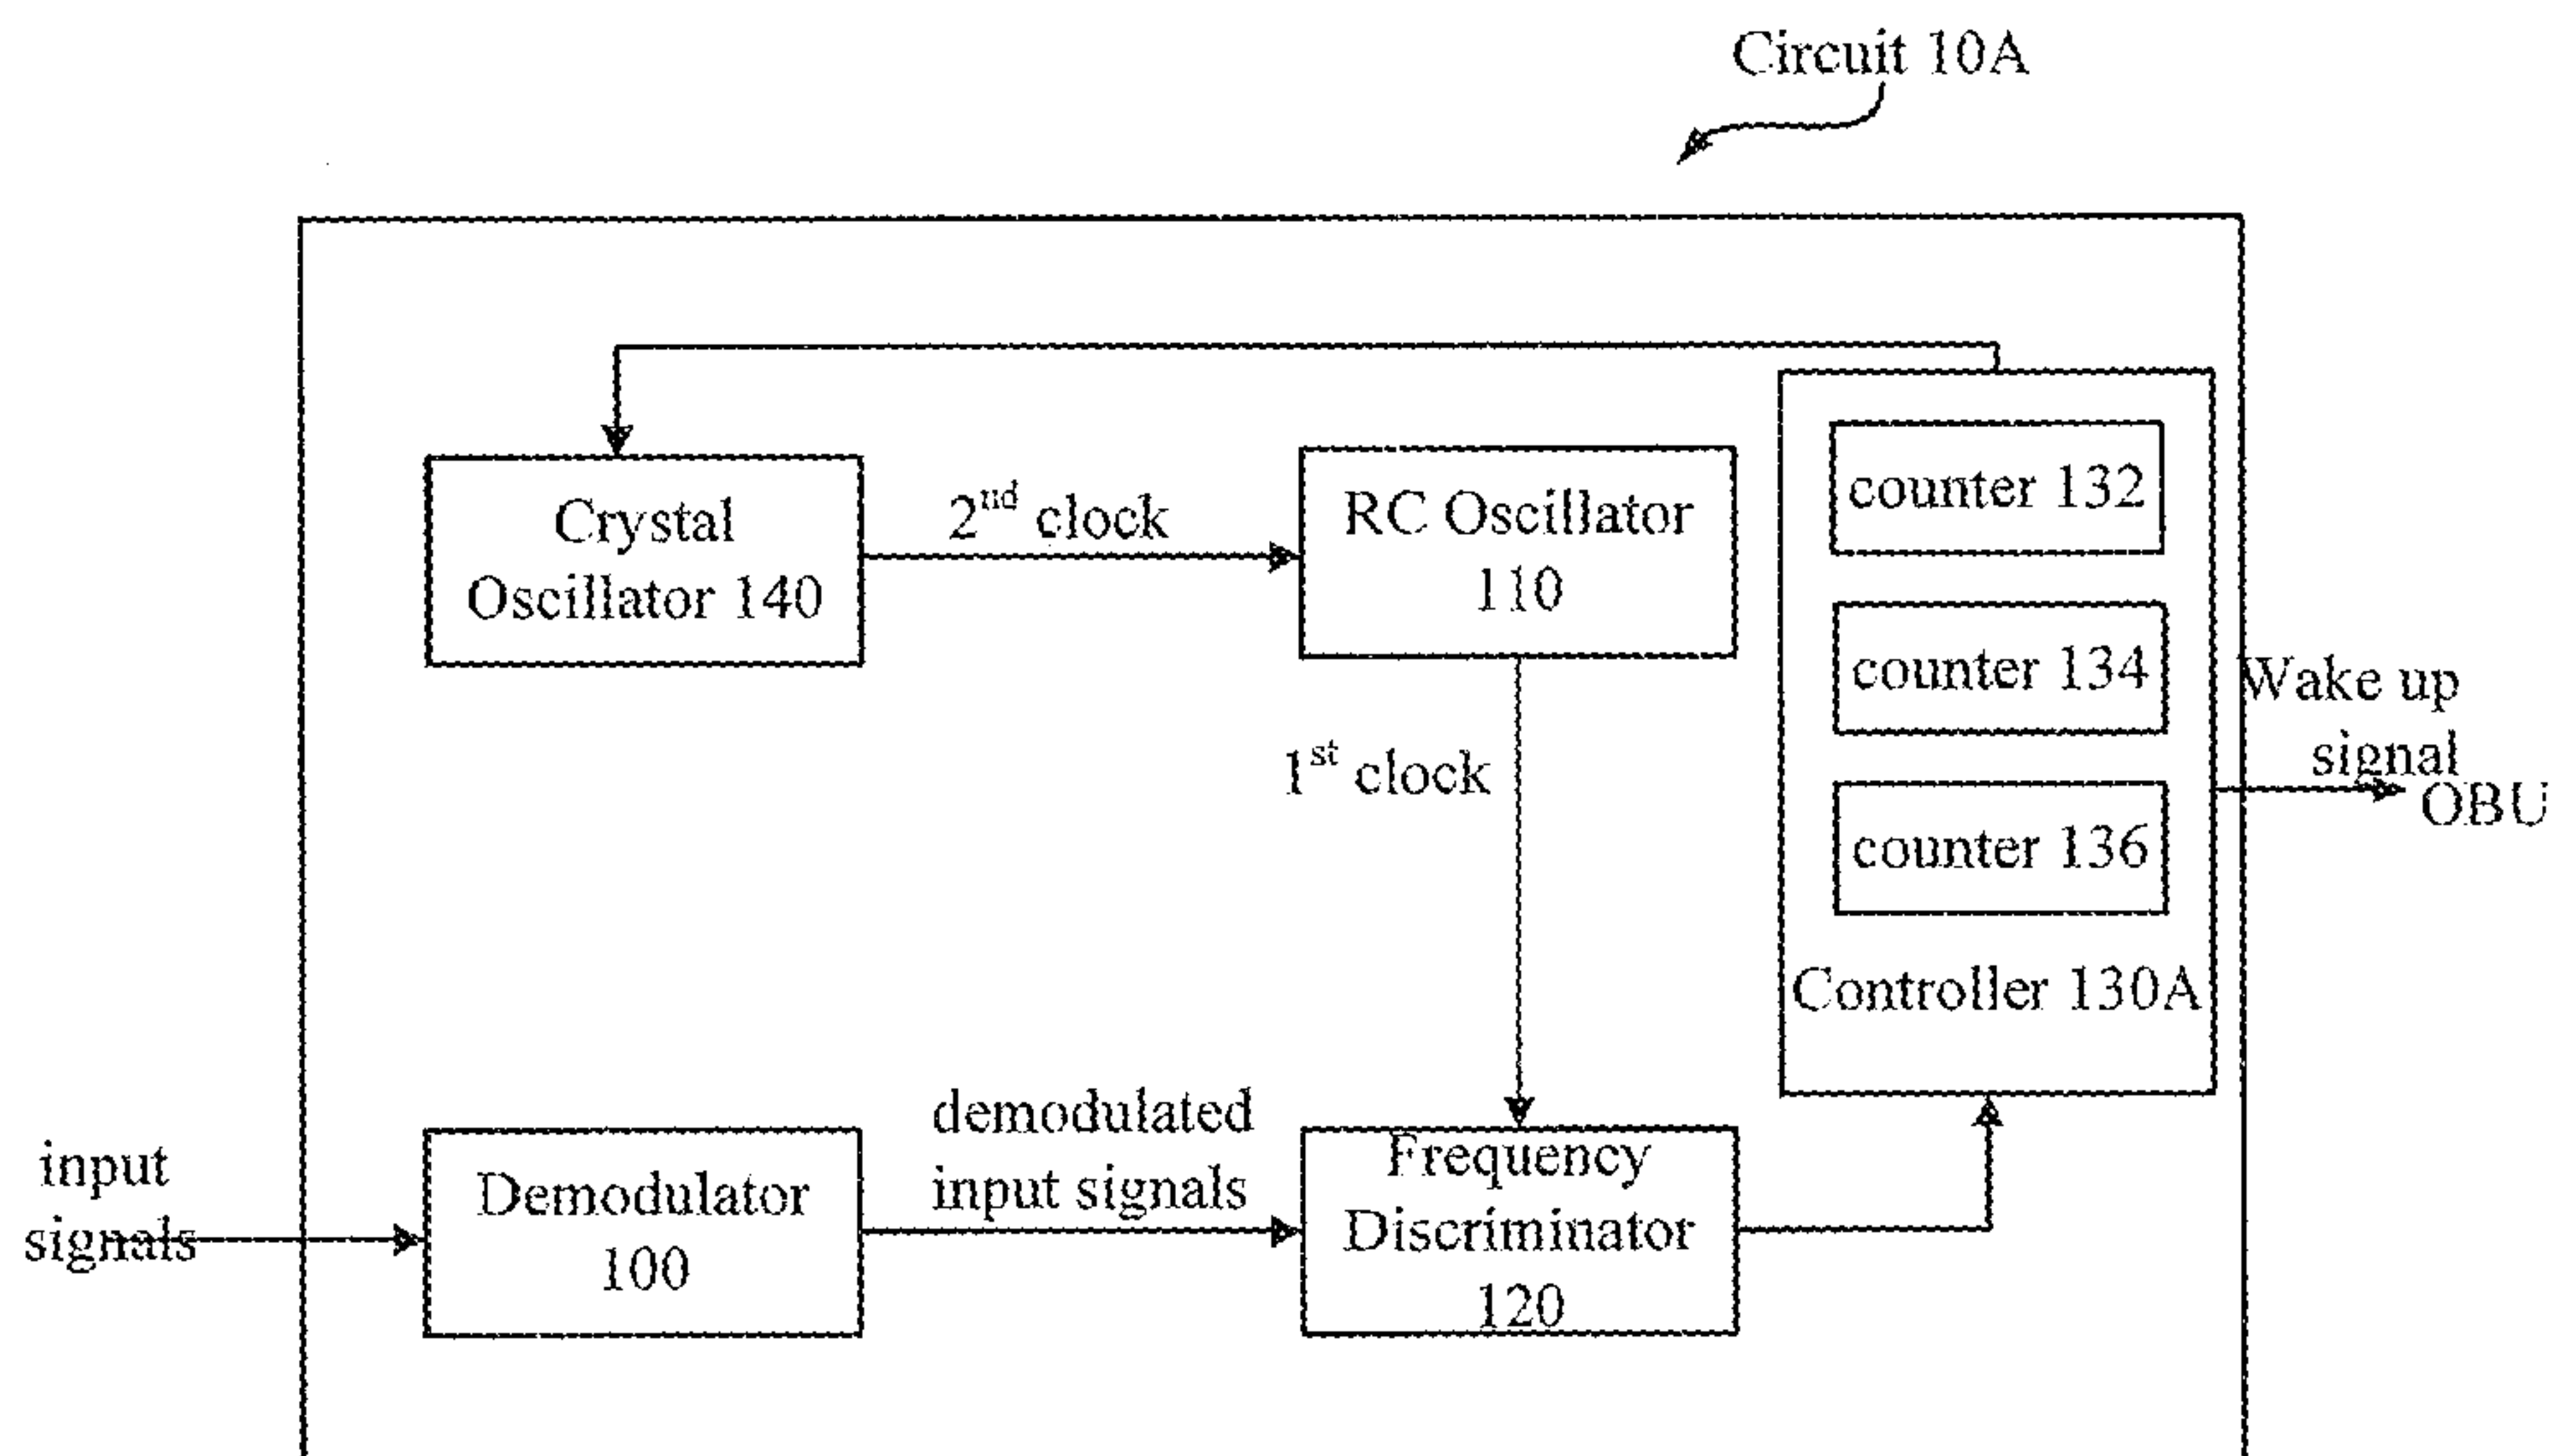 Circuit 10A
Crystal
Oscillator 140
2nd clock
RC Oscillator
110
counter 132
counter 134
counter 136
Controller 130A
Wake up
signal
OBU
1st clock
input
signals
Demodulator
100
demodulated
input signals
Frequency
Discriminator
120